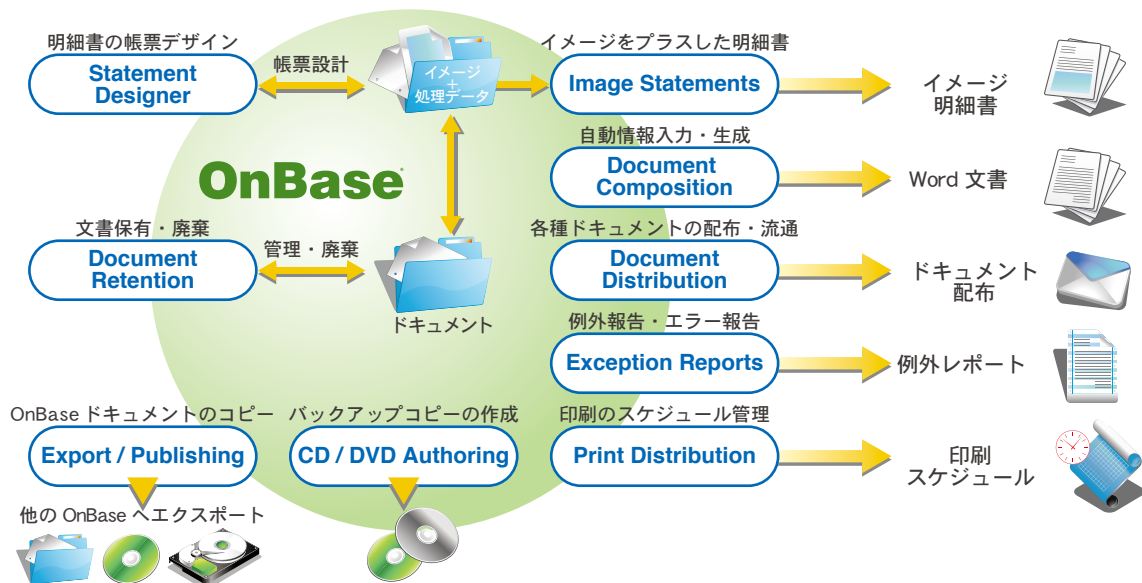 明細書の帳票デザイン
Statement
Designer
帳票設計
イメージ
+
処理データ
イメージをプラスした明細書
Image Statements
イメージ
明細書
自動情報入力・生成
Document
Composition
Word 文書
OnBase
文書保有・廃棄
Document
Retention
管理・廃棄
ドキュメント
各種ドキュメントの配布・流通
Document
Distribution
ドキュメント
配布
例外報告・エラー報告
Exception Reports
例外レポート
OnBase ドキュメントのコピー
Export / Publishing
他の OnBase へエクスポート
バックアップコピーの作成
CD / DVD Authoring
印刷のスケジュール管理
Print Distribution
印刷
スケジュール